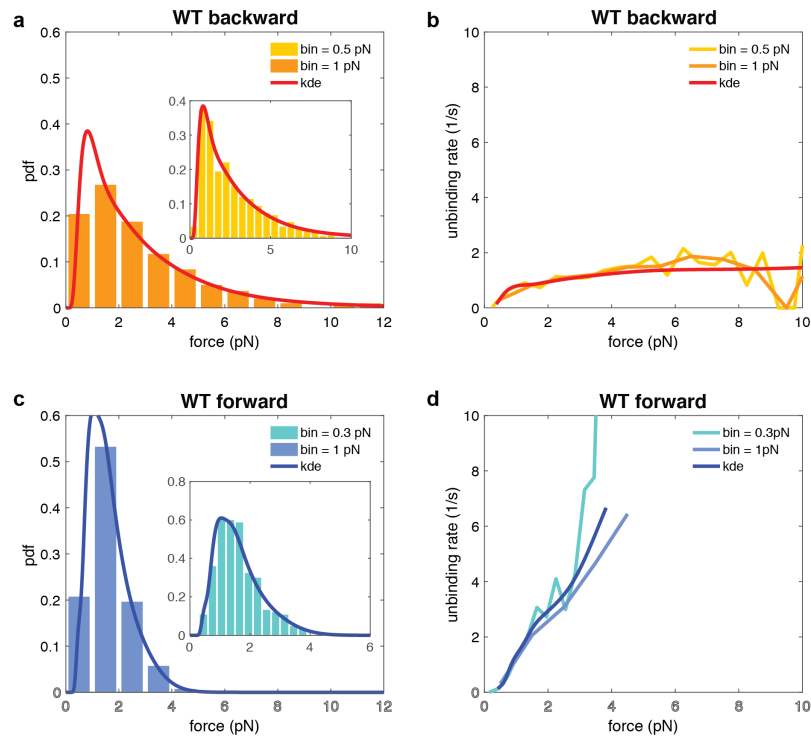 a
WT backward
0.6
0.5
0.4
0.3
0.2
0.1
0
pdf
bin = 0.5 pN
bin = 1 pN
kde
0.4
0.3
0.2
0.1
0
0 5 10
0 2 4 6 8 10 12
force (pN)
b
WT backward
10
8
6
4
2
0
unbinding rate (1/s)
bin = 0.5 pN
bin = 1 pN
kde
0 2 4 6 8 10
force (pN)
c
WT forward
0.6
0.5
0.4
0.3
0.2
0.1
0
pdf
bin = 0.3 pN
bin = 1 pN
kde
0.8
0.6
0.4
0.2
0
0 2 4 6
0 2 4 6 8 10 12
force (pN)
d
WT forward
10
8
6
4
2
0
unbinding rate (1/s)
bin = 0.3pN
bin = 1pN
kde
0 2 4 6 8 10
force (pN)